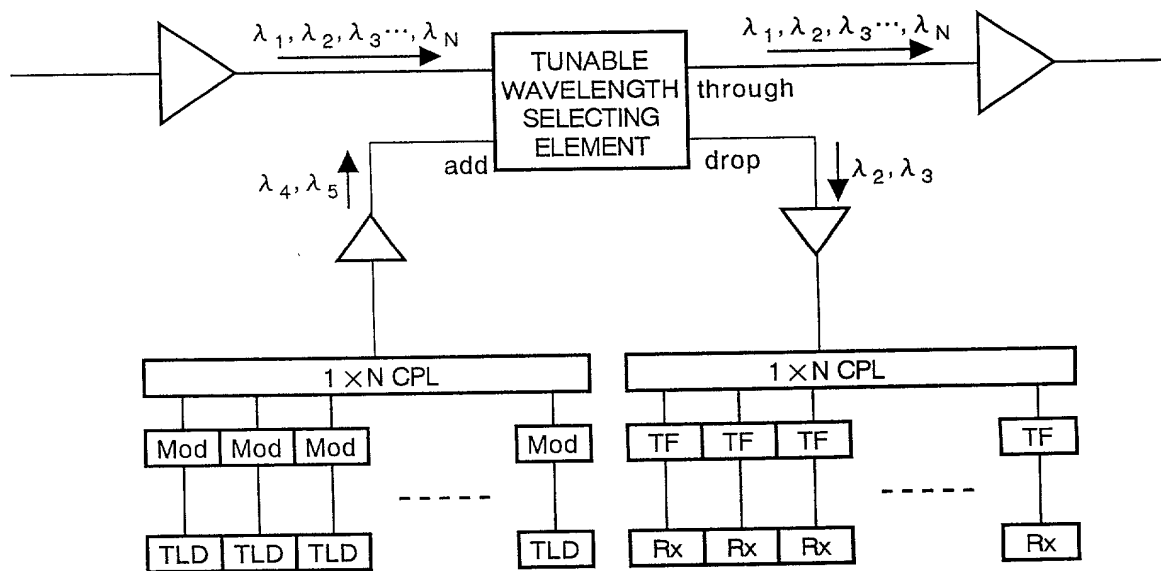 λ1, λ2, λ3···, λN
λ1, λ2, λ3···, λN
TUNABLE
WAVELENGTH
SELECTING
ELEMENT
through
add
drop
λ4, λ5
λ2, λ3
1×N CPL
1×N CPL
Mod Mod Mod Mod
TF TF TF TF
TLD TLD TLD TLD
Rx Rx Rx Rx